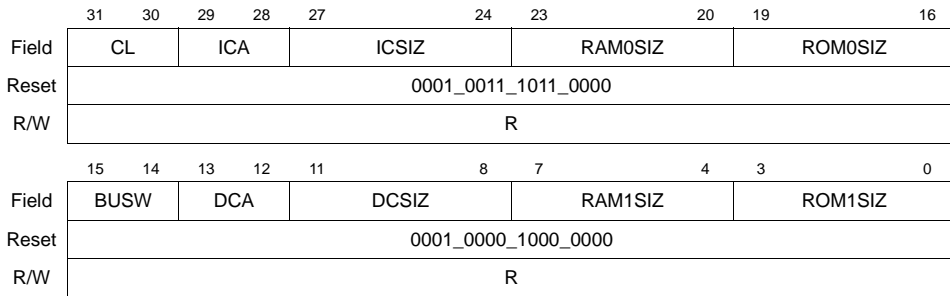 31 30 29 28 27 24 23 20 19 16
Field CL ICA ICSIZ RAM0SIZ ROM0SIZ
Reset 0001_0011_1011_0000
R/W R
15 14 13 12 11 8 7 4 3 0
Field BUSW DCA DCSIZ RAM1SIZ ROM1SIZ
Reset 0001_0000_1000_0000
R/W R